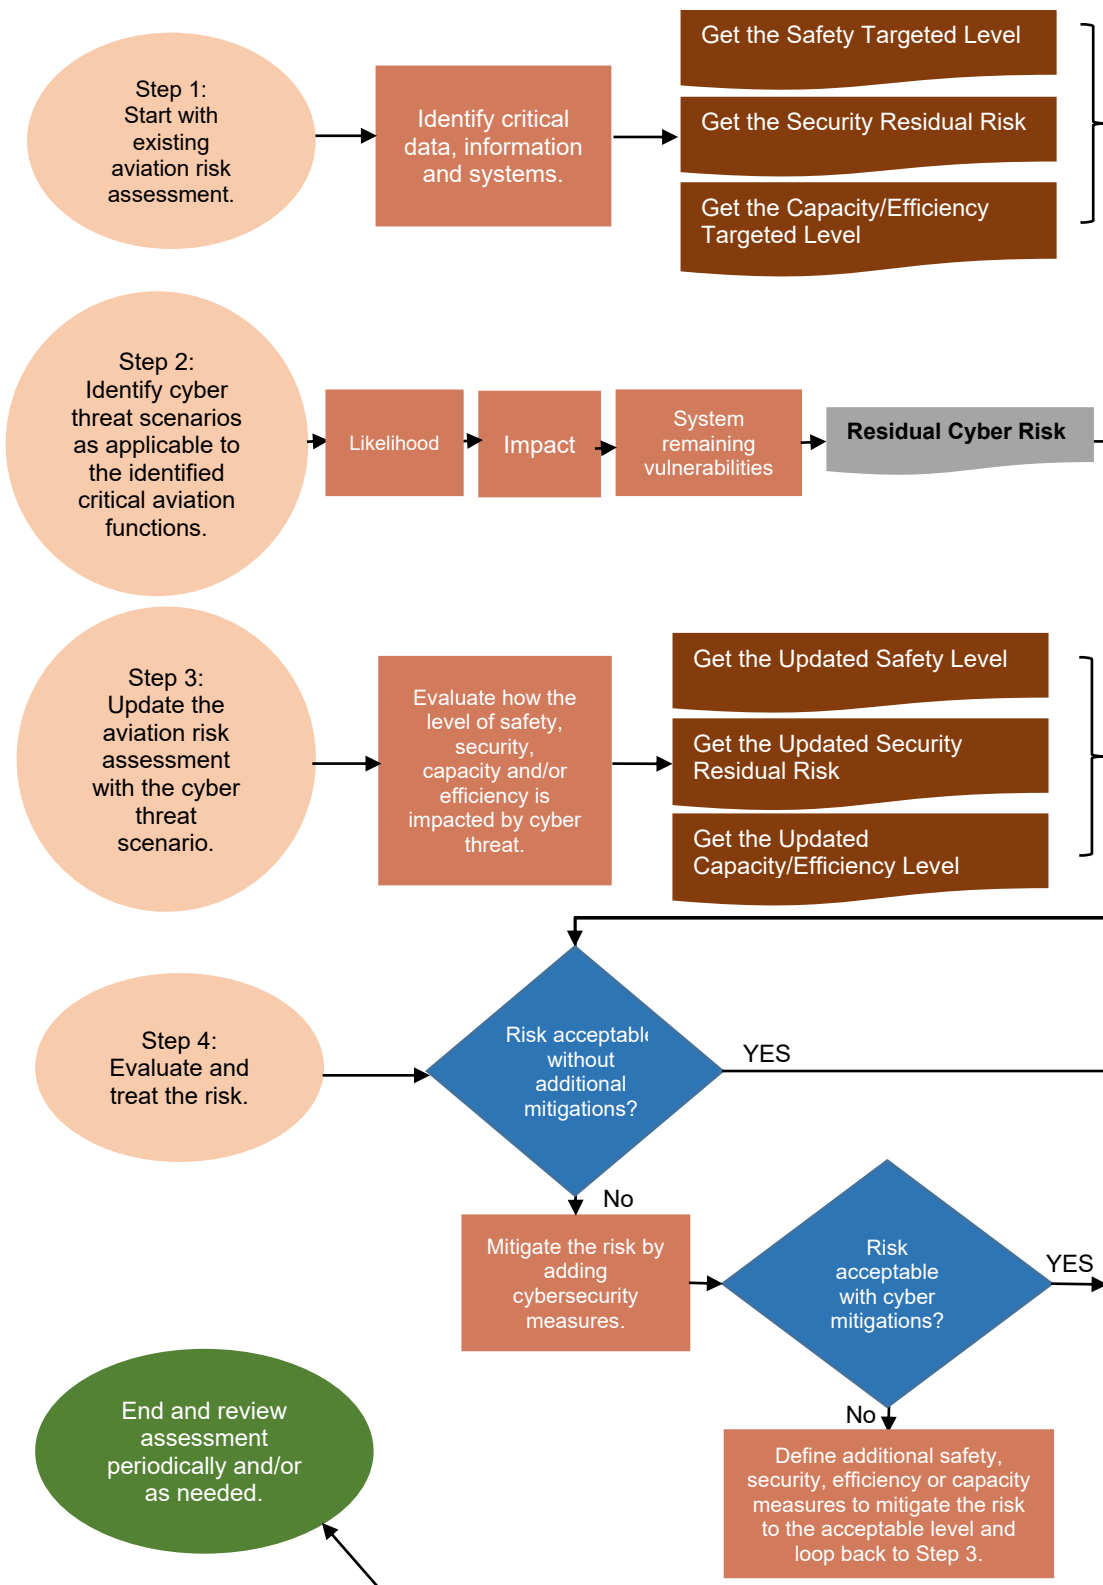 Step 1:
Start with
existing
aviation risk
assessment.
Identify critical
data, information
and systems.
Get the Safety Targeted Level
Get the Security Residual Risk
Get the Capacity/Efficiency
Targeted Level
Step 2:
Identify cyber
threat scenarios
as applicable to
the identified
critical aviation
functions.
Likelihood
Impact
System
remaining
vulnerabilities
Residual Cyber Risk
Step 3:
Update the
aviation risk
assessment
with the cyber
threat
scenario.
Evaluate how the
level of safety,
security,
capacity and/or
efficiency is
impacted by cyber
threat.
Get the Updated Safety Level
Get the Updated Security
Residual Risk
Get the Updated
Capacity/Efficiency Level
Step 4:
Evaluate and
treat the risk.
Risk acceptable
without
additional
mitigations?
YES
No
Mitigate the risk by
adding
cybersecurity
measures.
Risk
acceptable
with cyber
mitigations?
YES
No
Define additional safety,
security, efficiency or capacity
measures to mitigate the risk
to the acceptable level and
loop back to Step 3.
End and review
assessment
periodically and/or
as needed.